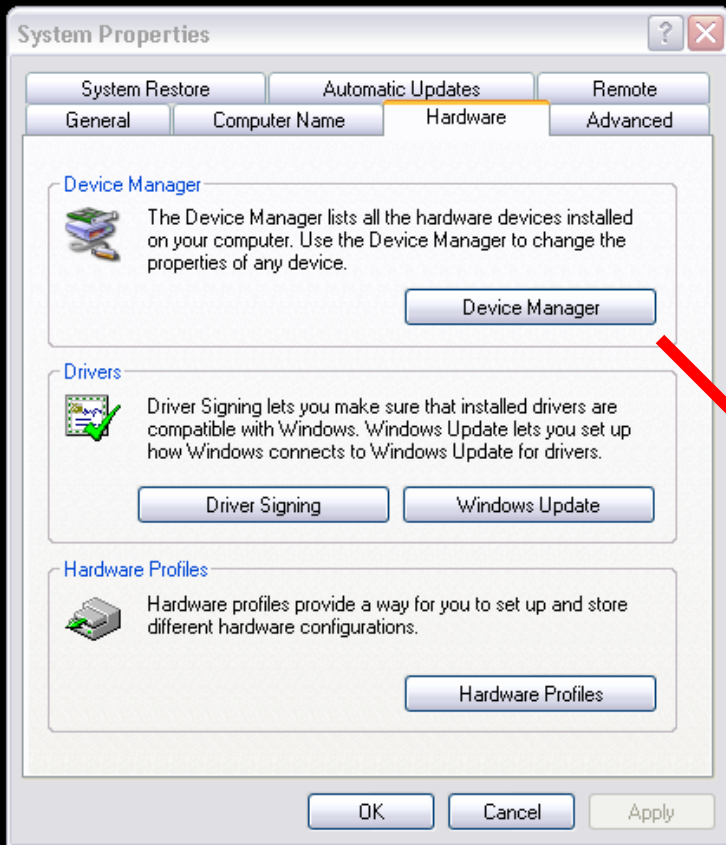 System Properties
System Restore Automatic Updates Remote
General Computer Name Hardware Advanced
Device Manager
The Device Manager lists all the hardware devices installed
on your computer. Use the Device Manager to change the
properties of any device.
Device Manager
Drivers
Driver Signing lets you make sure that installed drivers are
compatible with Windows. Windows Update lets you set up
how Windows connects to Windows Update for drivers.
Driver Signing Windows Update
Hardware Profiles
Hardware profiles provide a way for you to set up and store
different hardware configurations.
Hardware Profiles
OK Cancel Apply